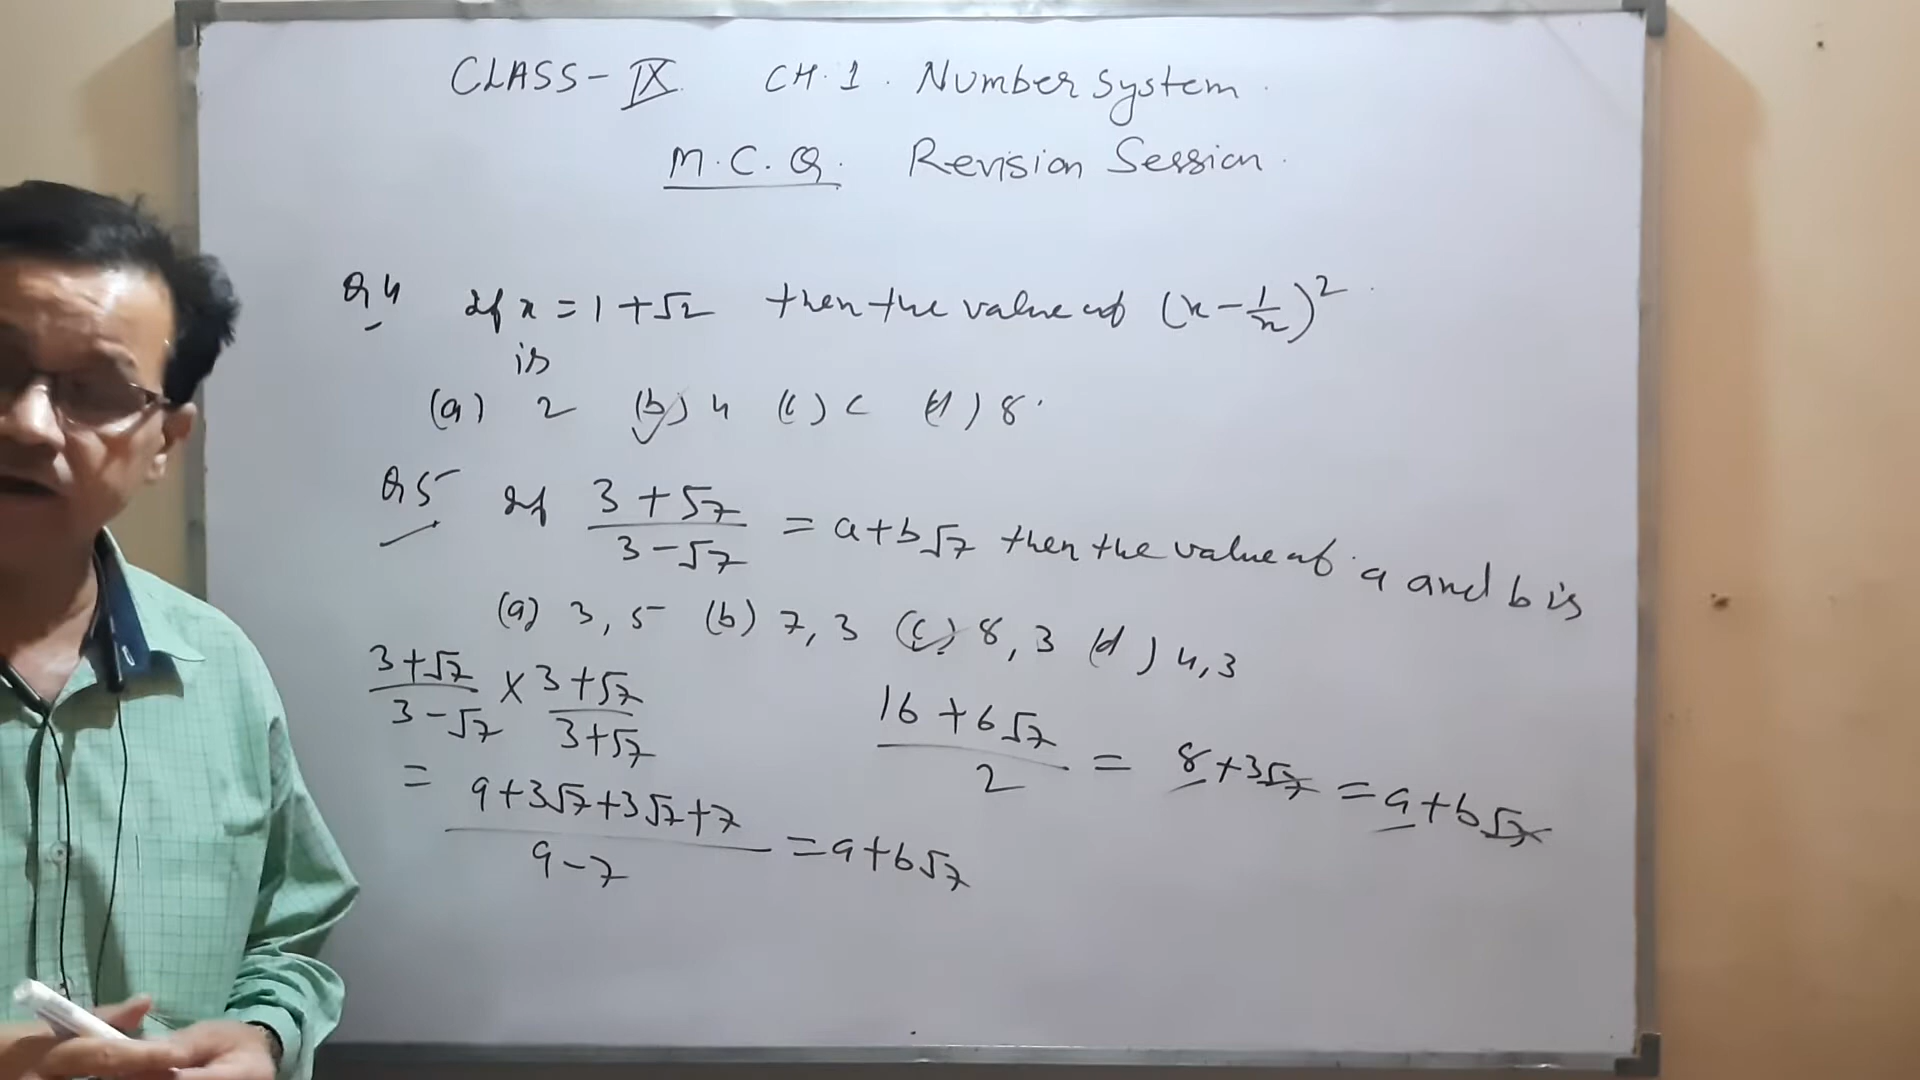 CLASS-IX CH.1. Number System
M.C.Q. Revision Session.
Q4 If x = 1+√2 then the value of (x - 1/x)²
is
(a) 2 (b) 4 (c) 6 (d) 8.
Q5 If 3+√7 / 3-√7 = a+b√7 then the value of a and b is
(a) 3, 5 (b) 7, 3 (c) 8, 3 (d) 4, 3
3+√7 / 3-√7 × 3+√7 / 3+√7
= 9+3√7+3√7+7 / 9-7 = a+b√7
16+6√7 / 2 = 8+3√7 = a+b√7